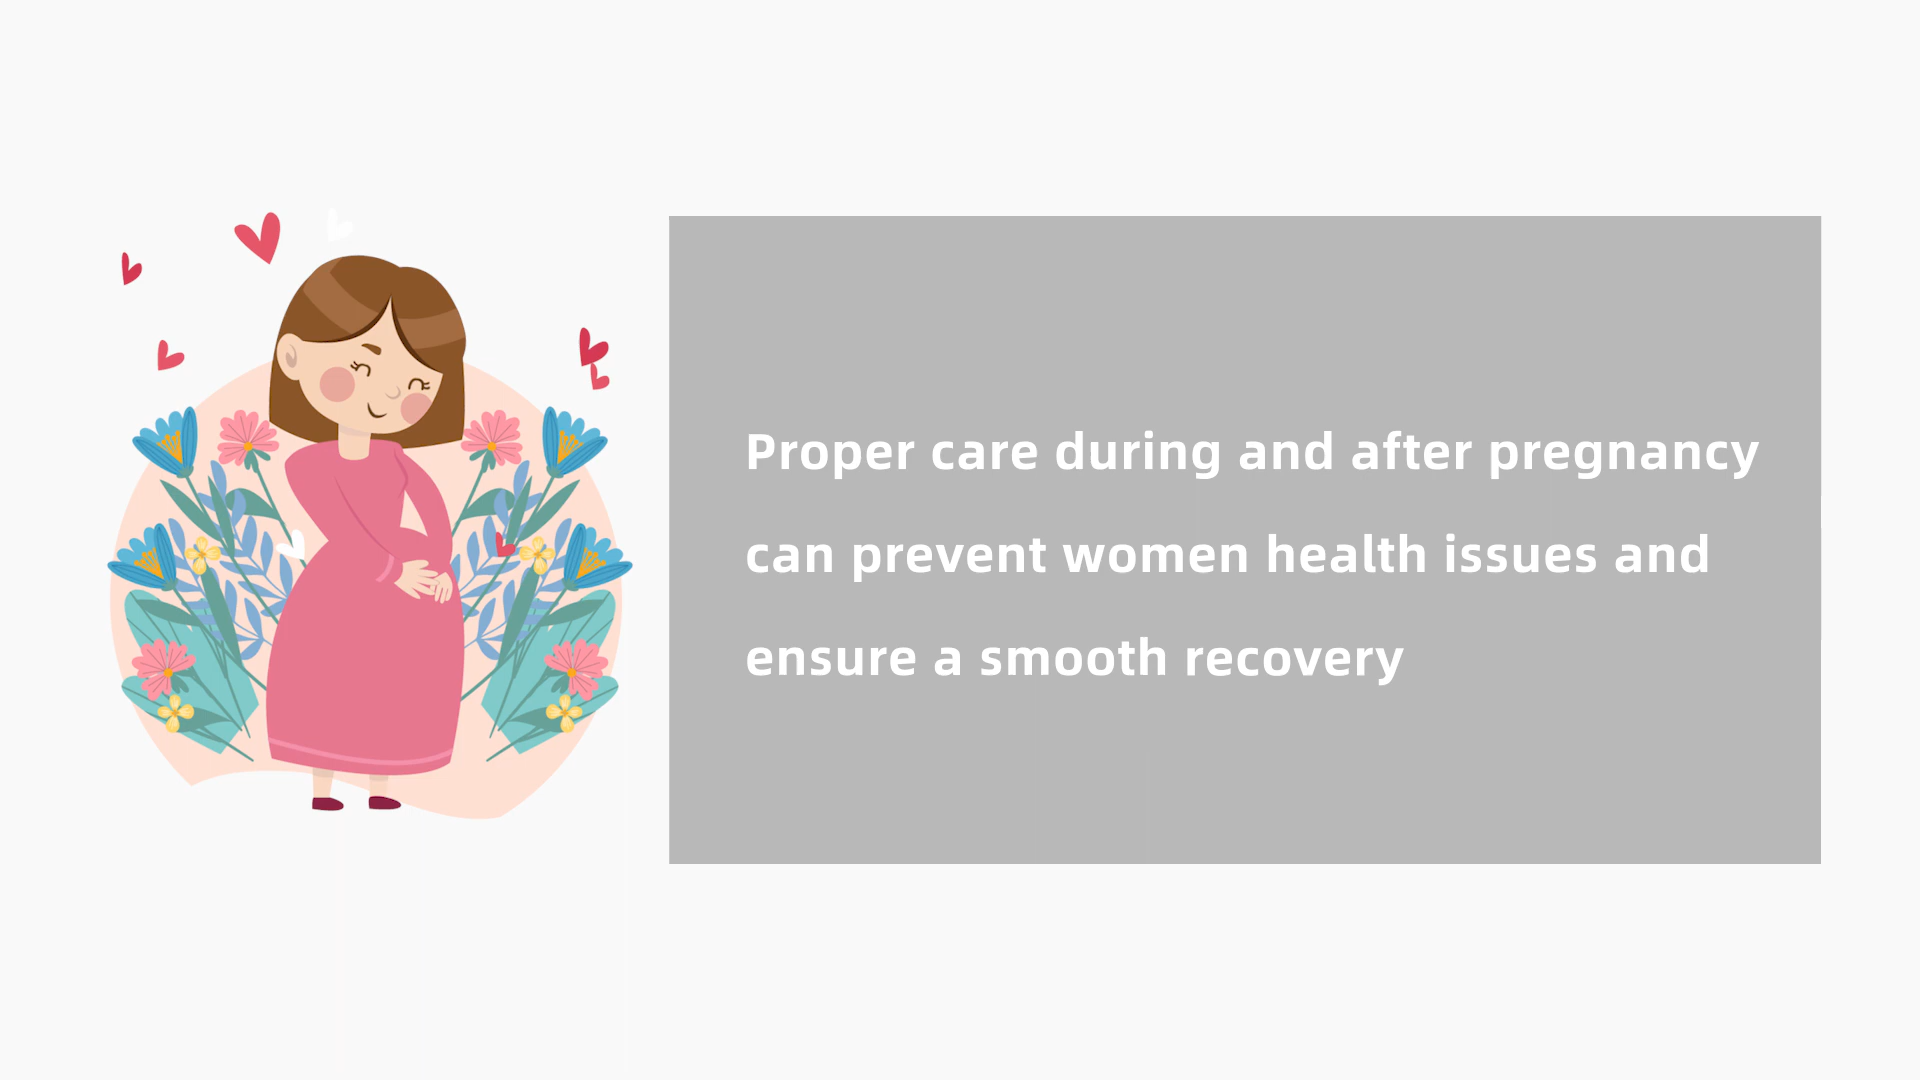 Proper care during and after pregnancy
can prevent women health issues and
ensure a smooth recovery